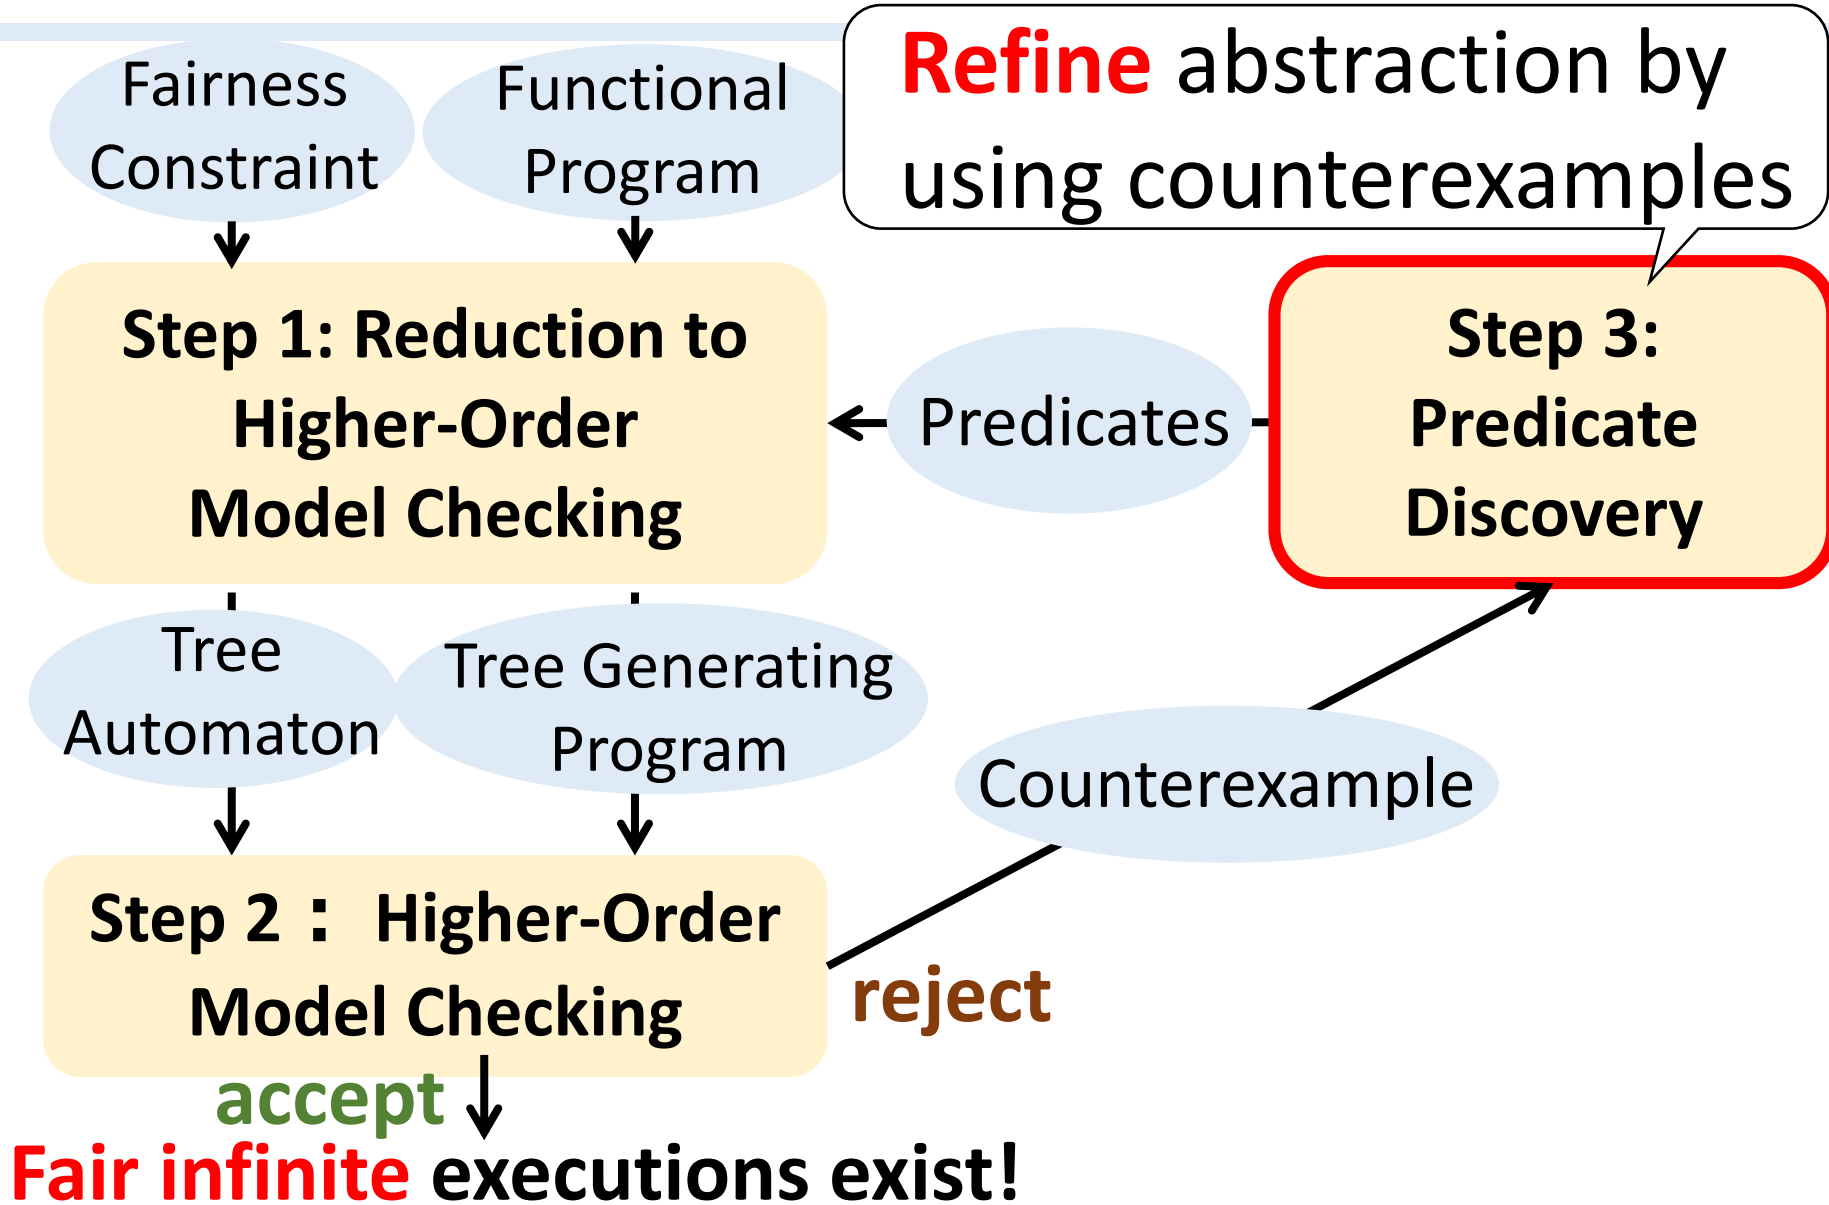 Fairness
Constraint
Functional
Program
Refine abstraction by
using counterexamples
Step 1: Reduction to
Higher-Order
Model Checking
Predicates
Step 3:
Predicate
Discovery
Tree
Automaton
Tree Generating
Program
Counterexample
Step 2： Higher-Order
Model Checking
reject
accept
Fair infinite executions exist!